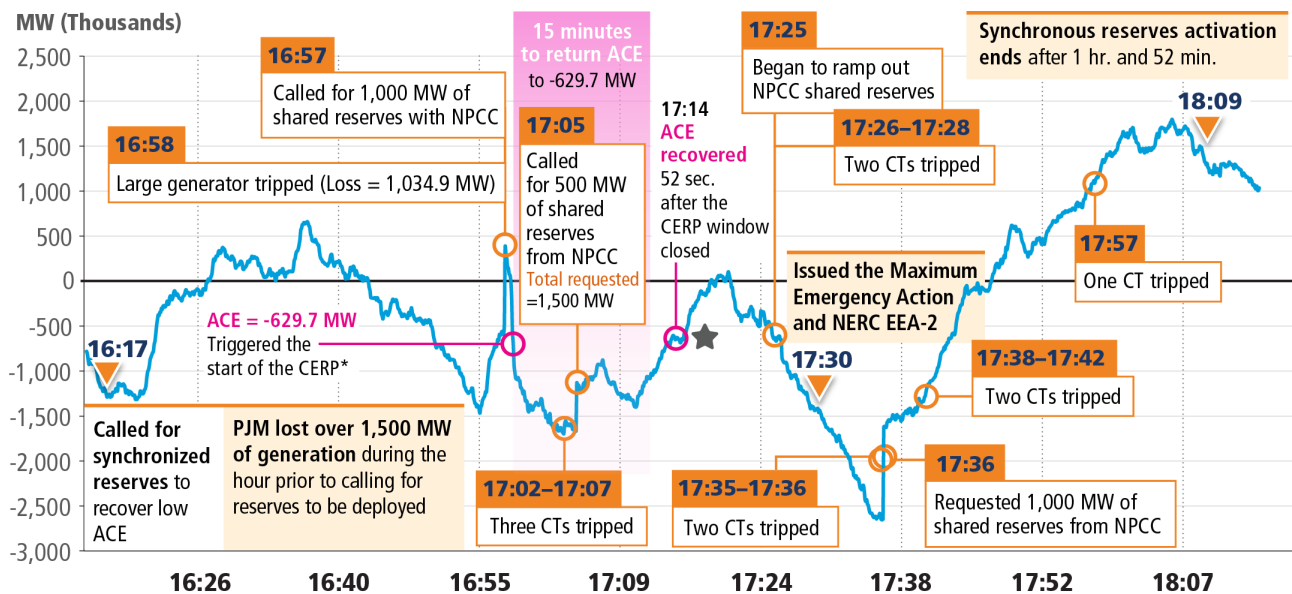 MW (Thousands)
2,500
2,000
1,500
1,000
500
0
-500
-1,000
-1,500
-2,000
-2,500
-3,000
16:17
Called for
synchronized
reserves to
recover low
ACE
PJM lost over 1,500 MW
of generation during the
hour prior to calling for
reserves to be deployed
16:58
Large generator tripped (Loss = 1,034.9 MW)
16:57
Called for 1,000 MW of
shared reserves with NPCC
ACE = -629.7 MW
Triggered the
start of the CERP*
15 minutes
to return ACE
to -629.7 MW
17:05
Called
for 500 MW
of shared
reserves
from NPCC
Total requested
=1,500 MW
17:02–17:07
Three CTs tripped
17:14
ACE
recovered
52 sec.
after the
CERP window
closed
17:25
Began to ramp out
NPCC shared reserves
17:26–17:28
Two CTs tripped
Issued the Maximum
Emergency Action
and NERC EEA-2
17:30
17:35–17:36
Two CTs tripped
17:36
Requested 1,000 MW of
shared reserves from NPCC
17:38–17:42
Two CTs tripped
17:57
One CT tripped
Synchronous reserves activation
ends after 1 hr. and 52 min.
18:09
16:26
16:40
16:55
17:09
17:24
17:38
17:52
18:07